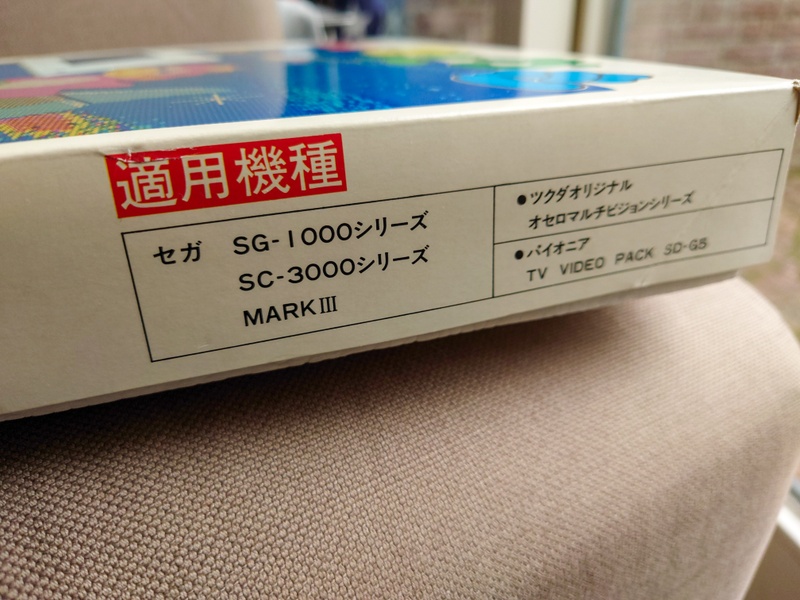 適用機種
セガ SG-1000シリーズ
SC-3000シリーズ
MARKⅢ
●ツクダオリジナル
オセロマルチビジョンシリーズ
●パイオニア
TV VIDEO PACK SD-G5